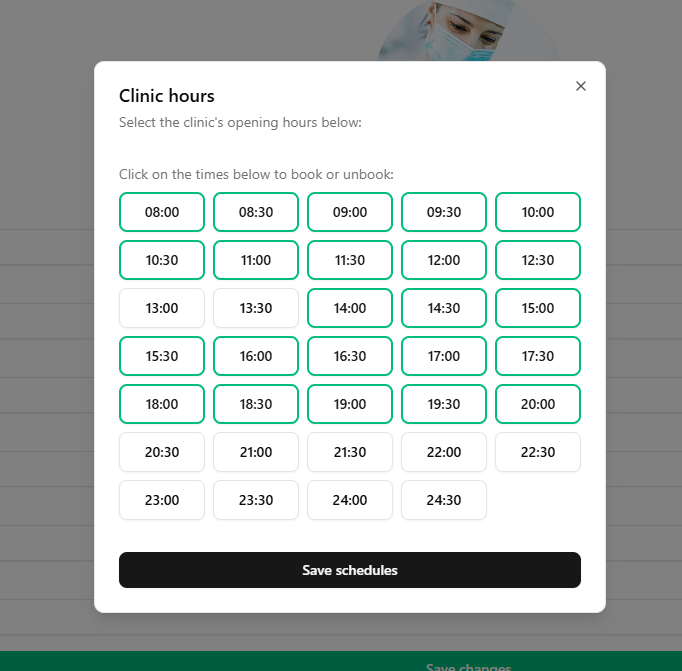 Clinic hours
Select the clinic's opening hours below:
Click on the times below to book or unbook:
08:00 08:30 09:00 09:30 10:00
10:30 11:00 11:30 12:00 12:30
13:00 13:30 14:00 14:30 15:00
15:30 16:00 16:30 17:00 17:30
18:00 18:30 19:00 19:30 20:00
20:30 21:00 21:30 22:00 22:30
23:00 23:30 24:00 24:30
Save schedules
Save changes